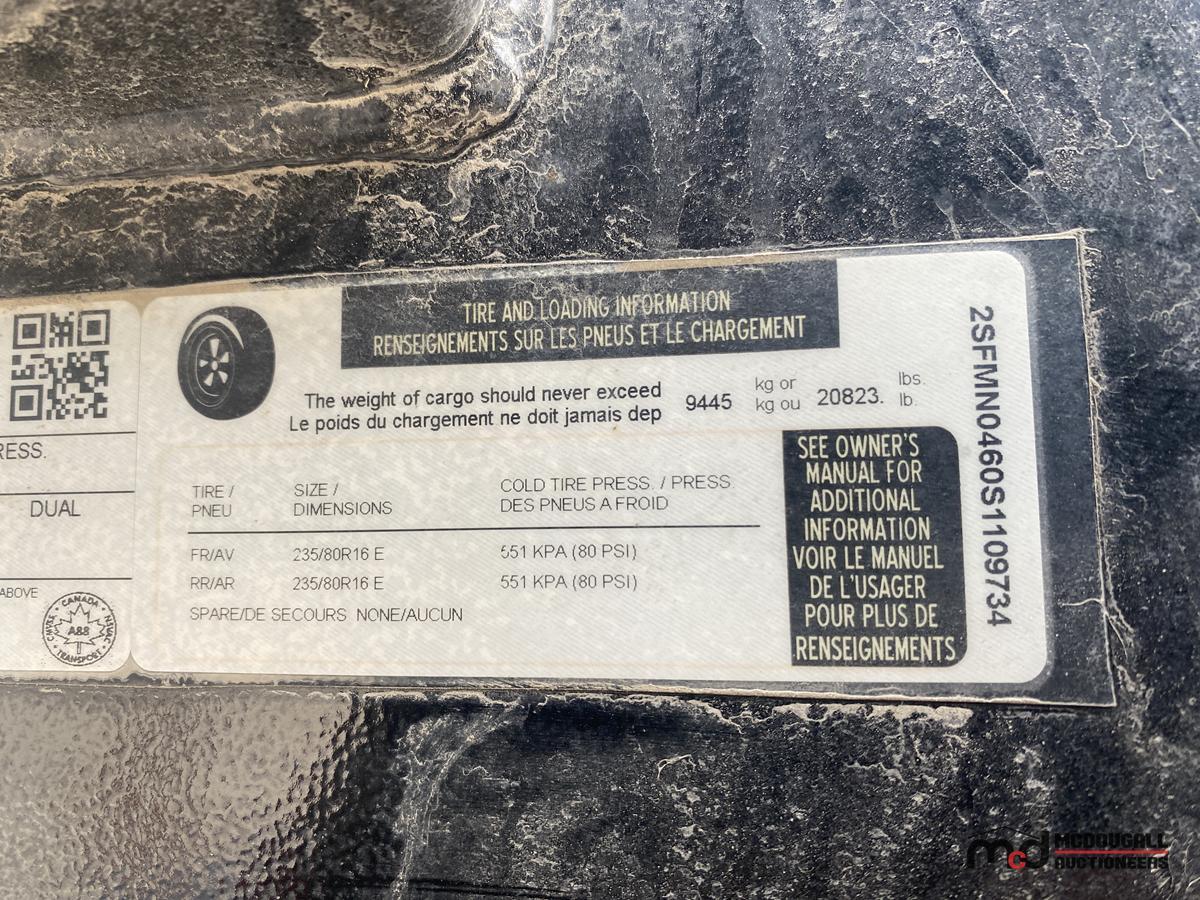 RESS.
DUAL
ABOVE
CANADA
CMVSS NSVAC
A88
TRANSPORT
TIRE AND LOADING INFORMATION
RENSEIGNEMENTS SUR LES PNEUS ET LE CHARGEMENT
The weight of cargo should never exceed 9445 kg or 20823. lbs.
Le poids du chargement ne doit jamais dep kg ou lb.
TIRE / SIZE / COLD TIRE PRESS. / PRESS.
PNEU DIMENSIONS DES PNEUS A FROID
FR/AV 235/80R16 E 551 KPA (80 PSI)
RR/AR 235/80R16 E 551 KPA (80 PSI)
SPARE/DE SECOURS NONE/AUCUN
SEE OWNER'S
MANUAL FOR
ADDITIONAL
INFORMATION
VOIR LE MANUEL
DE L'USAGER
POUR PLUS DE
RENSEIGNEMENTS
2SFMN0460S1109734
mcd MCDOUGALL
AUCTIONEERS